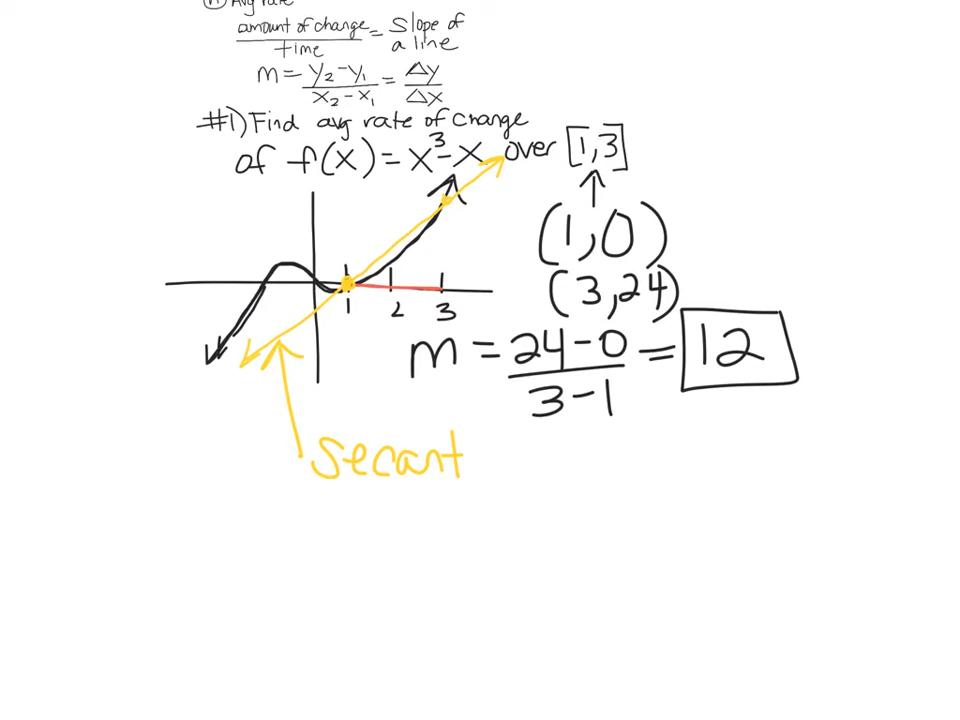 Avg rate
amount of change = slope of
time a line
m = y₂ - y₁ = Δy
x₂ - x₁ Δx
#1) Find avg rate of change
of f(x) = x³ - x over [1,3]
(1,0)
(3,24)
1 2 3
m = 24 - 0 = 12
3 - 1
secant